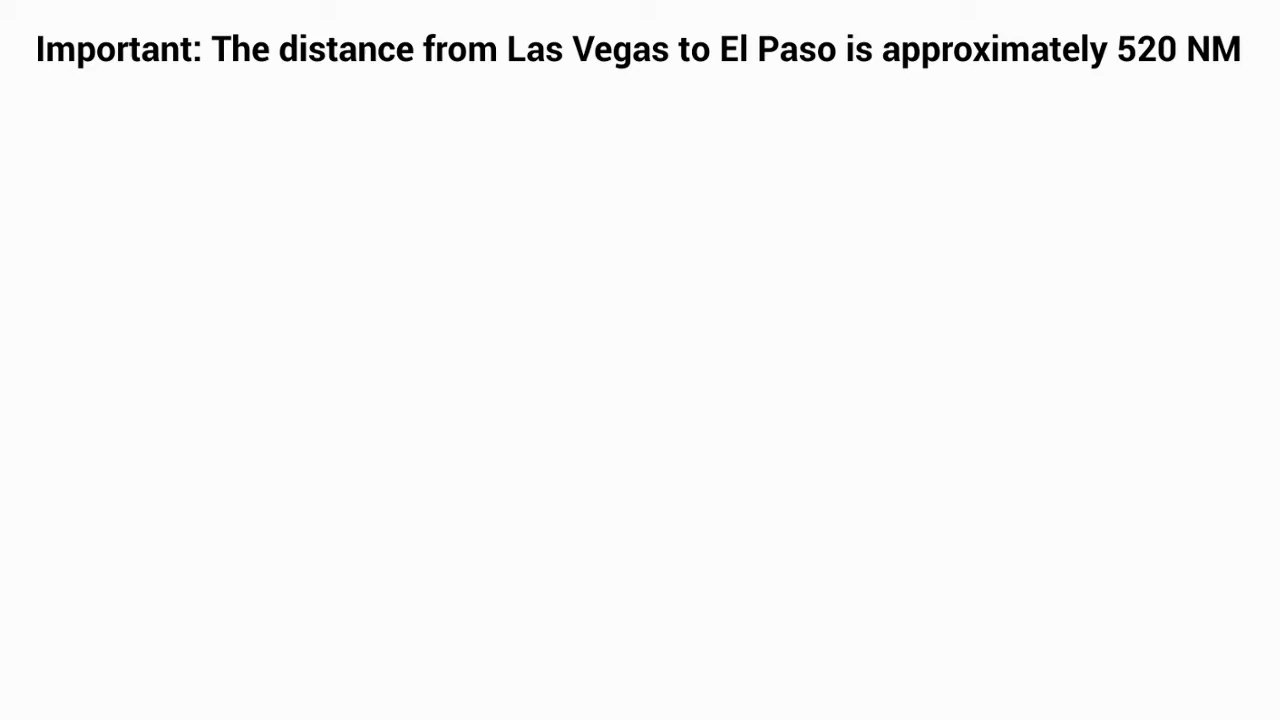 Important: The distance from Las Vegas to El Paso is approximately 520 NM